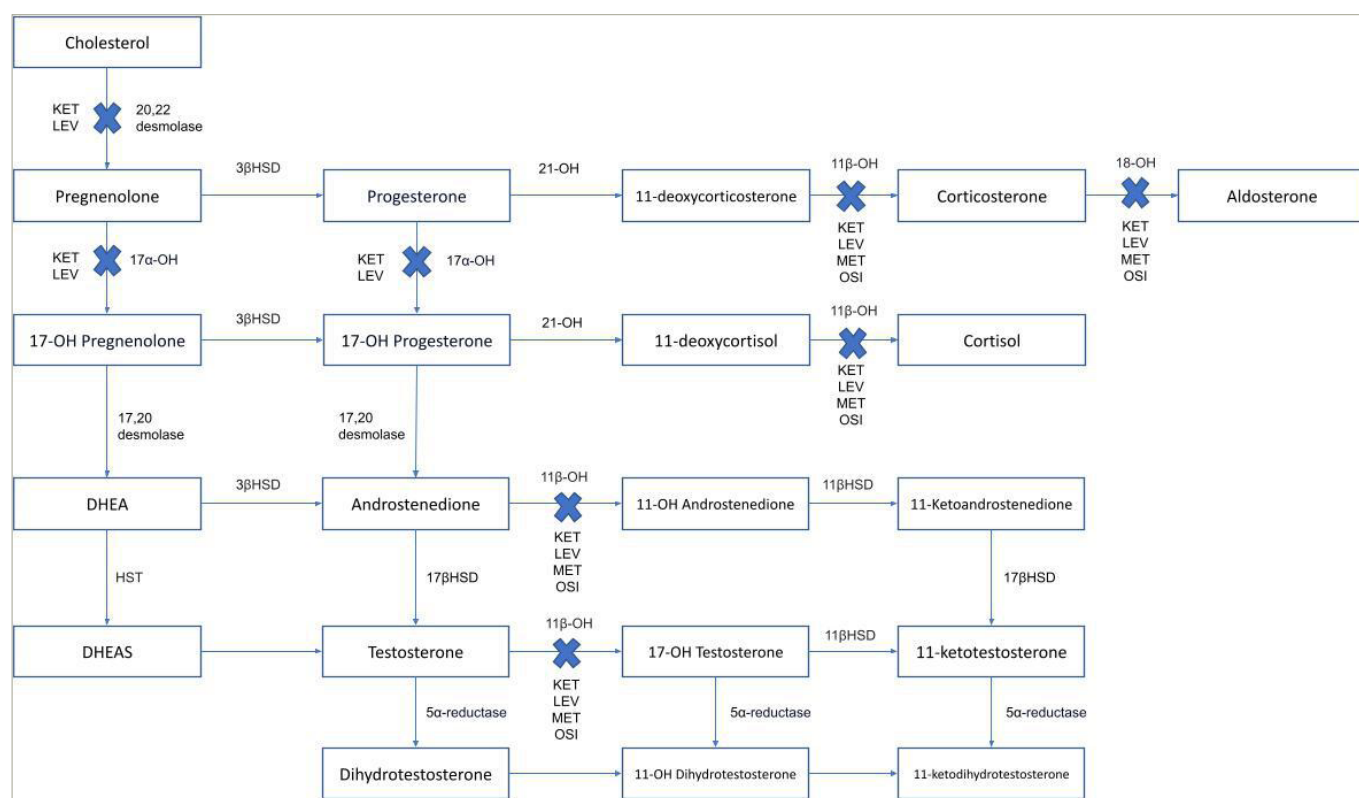 Cholesterol
KET
LEV
20,22
desmolase
3βHSD
21-OH
11β-OH
18-OH
Pregnenolone
Progesterone
11-deoxycorticosterone
Corticosterone
Aldosterone
KET
LEV
MET
OSI
KET
LEV
MET
OSI
KET
LEV
17α-OH
KET
LEV
17α-OH
3βHSD
21-OH
11β-OH
17-OH Pregnenolone
17-OH Progesterone
11-deoxycortisol
Cortisol
KET
LEV
MET
OSI
17,20
desmolase
17,20
desmolase
3βHSD
11β-OH
11βHSD
DHEA
Androstenedione
11-OH Androstenedione
11-Ketoandrostenedione
KET
LEV
MET
OSI
HST
17βHSD
17βHSD
11β-OH
11βHSD
DHEAS
Testosterone
17-OH Testosterone
11-ketotestosterone
KET
LEV
MET
OSI
5α-reductase
5α-reductase
5α-reductase
Dihydrotestosterone
11-OH Dihydrotestosterone
11-ketodihydrotestosterone